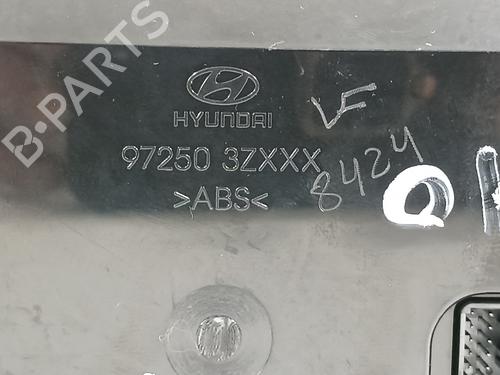 B-PARTS
HYUNDAI
LF
97250 3ZXXX
>ABS<
8424